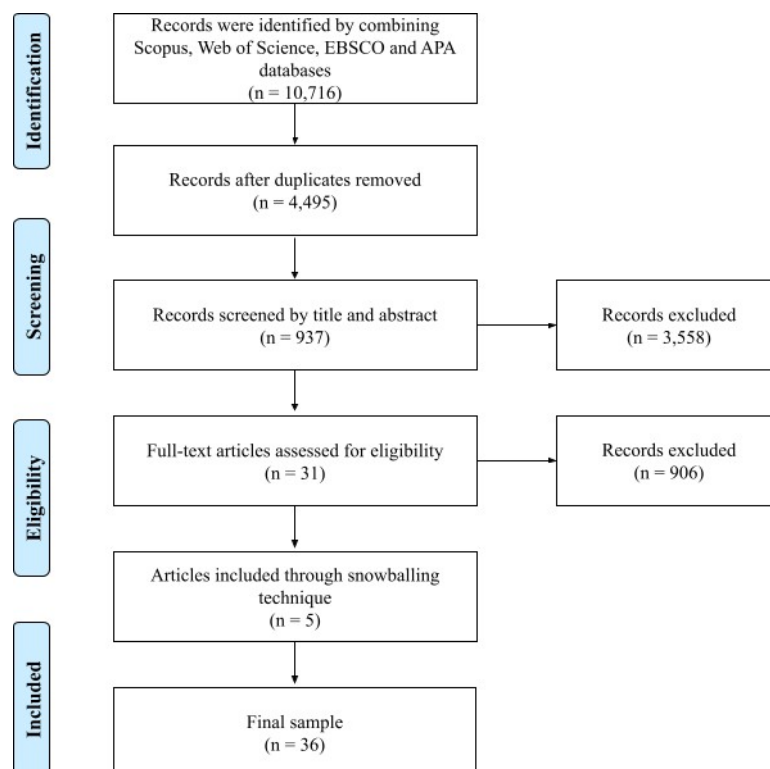 Identification
Records were identified by combining
Scopus, Web of Science, EBSCO and APA
databases
(n = 10,716)
Records after duplicates removed
(n = 4,495)
Screening
Records screened by title and abstract
(n = 937)
Records excluded
(n = 3,558)
Eligibility
Full-text articles assessed for eligibility
(n = 31)
Records excluded
(n = 906)
Articles included through snowballing
technique
(n = 5)
Included
Final sample
(n = 36)